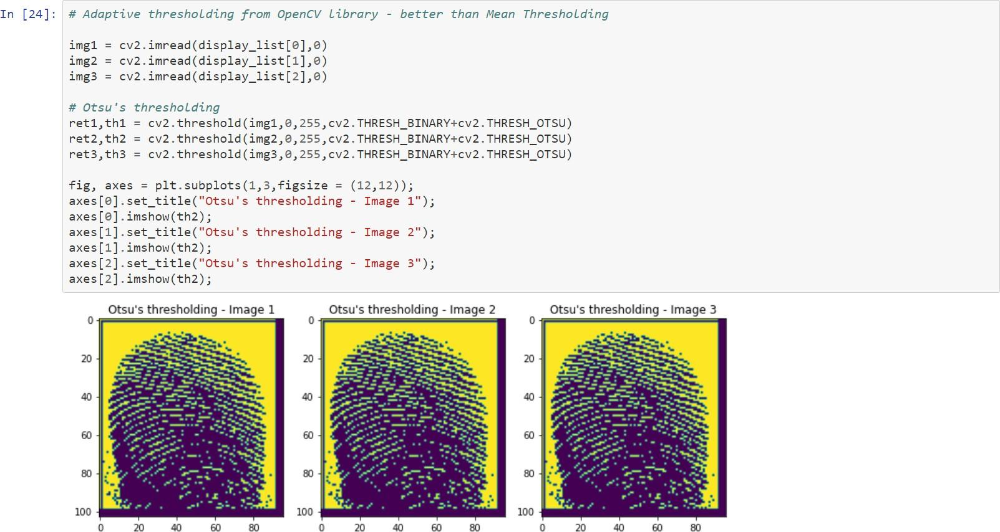 In [24]:
# Adaptive thresholding from OpenCV library - better than Mean Thresholding
img1 = cv2.imread(display_list[0],0)
img2 = cv2.imread(display_list[1],0)
img3 = cv2.imread(display_list[2],0)
# Otsu's thresholding
ret1,th1 = cv2.threshold(img1,0,255,cv2.THRESH_BINARY+cv2.THRESH_OTSU)
ret2,th2 = cv2.threshold(img2,0,255,cv2.THRESH_BINARY+cv2.THRESH_OTSU)
ret3,th3 = cv2.threshold(img3,0,255,cv2.THRESH_BINARY+cv2.THRESH_OTSU)
fig, axes = plt.subplots(1,3,figsize = (12,12));
axes[0].set_title("Otsu's thresholding - Image 1");
axes[0].imshow(th2);
axes[1].set_title("Otsu's thresholding - Image 2");
axes[1].imshow(th2);
axes[2].set_title("Otsu's thresholding - Image 3");
axes[2].imshow(th2);
Otsu's thresholding - Image 1
0
20
40
60
80
100
0 20 40 60 80
Otsu's thresholding - Image 2
0
20
40
60
80
100
0 20 40 60 80
Otsu's thresholding - Image 3
0
20
40
60
80
100
0 20 40 60 80